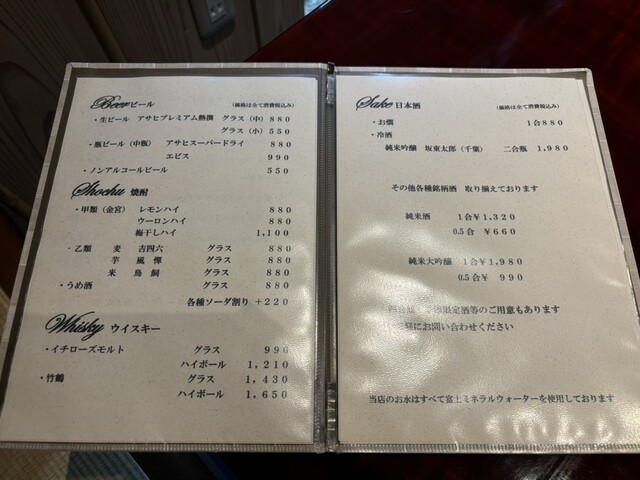 Beer ビール （価格は全て消費税込み）
・生ビール アサヒプレミアム熟撰 グラス（中） 880
グラス（小） 550
・瓶ビール（中瓶） アサヒスーパードライ 880
エビス 990
・ノンアルコールビール 550
Shochu 焼酎
・甲類（金宮） レモンハイ 880
ウーロンハイ 880
梅干しハイ 1,100
・乙類 麦 吉四六 グラス 880
芋 風憚 グラス 880
米 鳥飼 グラス 880
・うめ酒 グラス 880
各種ソーダ割り +220
Whisky ウイスキー
・イチローズモルト グラス 990
ハイボール 1,210
・竹鶴 グラス 1,430
ハイボール 1,650
Sake 日本酒 （価格は全て消費税込み）
・お燗 1合880
・冷酒
純米吟醸 坂東太郎（千葉） 二合瓶 1,980
その他各種銘柄酒 取り揃えております
純米酒 1合¥1,320
0.5合 ¥660
純米大吟醸 1合¥1,980
0.5合¥ 990
限定酒等のご用意もあります
にお問い合わせください
当店のお水はすべて富士ミネラルウォーターを使用しております